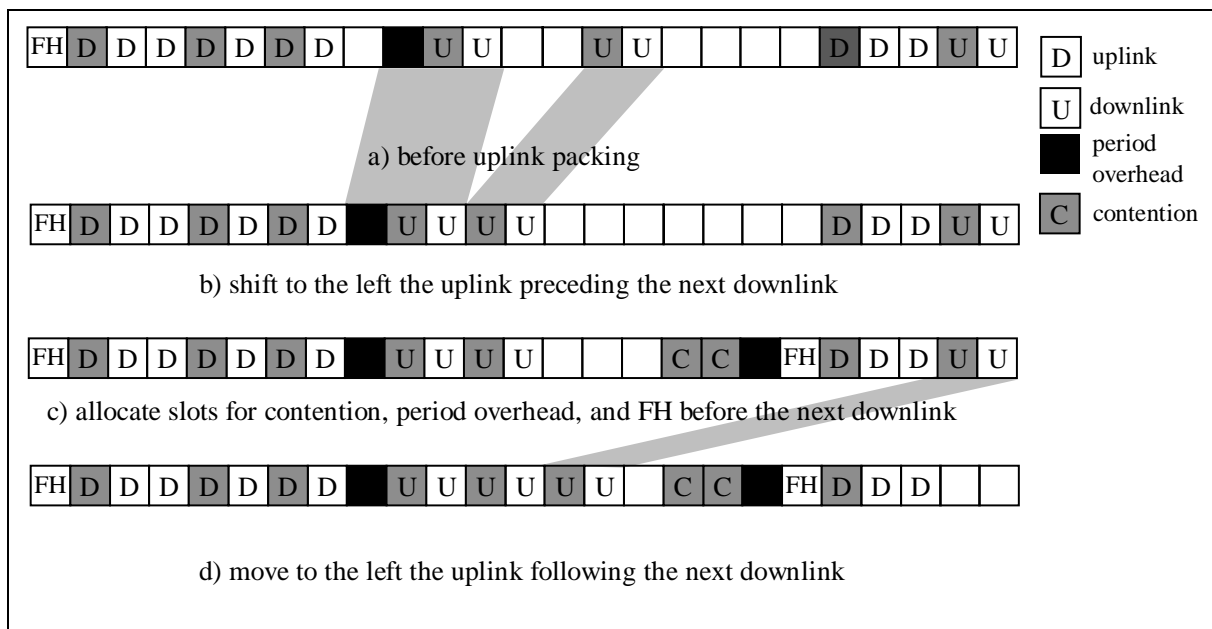 FH D D D D D D D U U U U D D D U U
a) before uplink packing
FH D D D D D D D U U U U D D D U U
b) shift to the left the uplink preceding the next downlink
FH D D D D D D D U U U U C C FH D D D U U
c) allocate slots for contention, period overhead, and FH before the next downlink
FH D D D D D D D U U U U U U C C FH D D D
d) move to the left the uplink following the next downlink
D uplink
U downlink
period
overhead
C contention